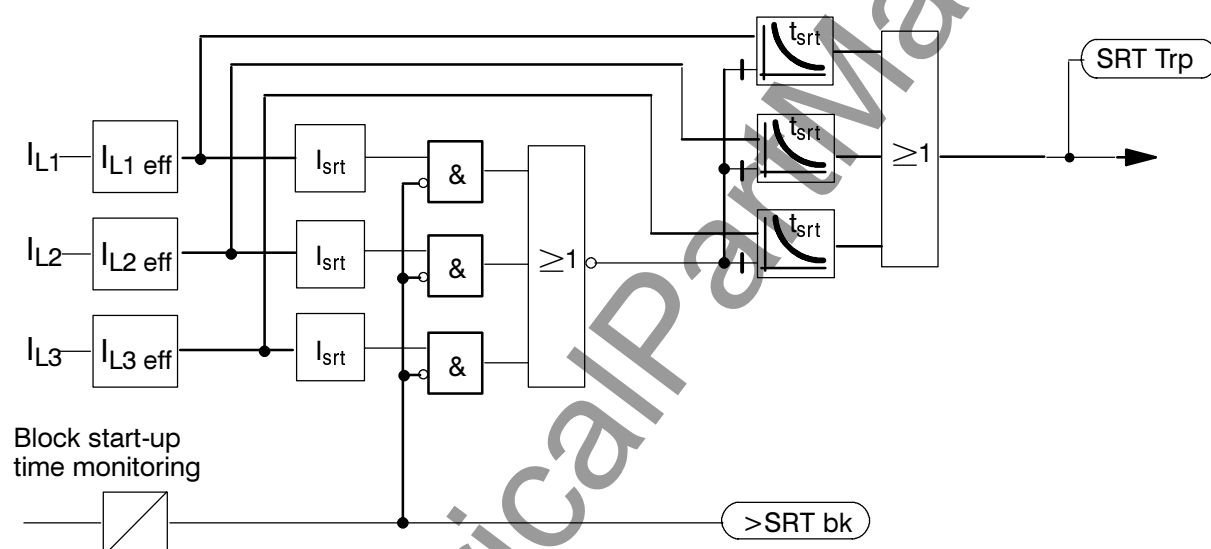 t_srt
SRT Trp
I_L1 I_L1 eff I_srt & t_srt ≥1
I_L2 I_L2 eff I_srt & ≥1 t_srt
I_L3 I_L3 eff I_srt &
Block start-up
time monitoring
>SRT bk
icalPartMa